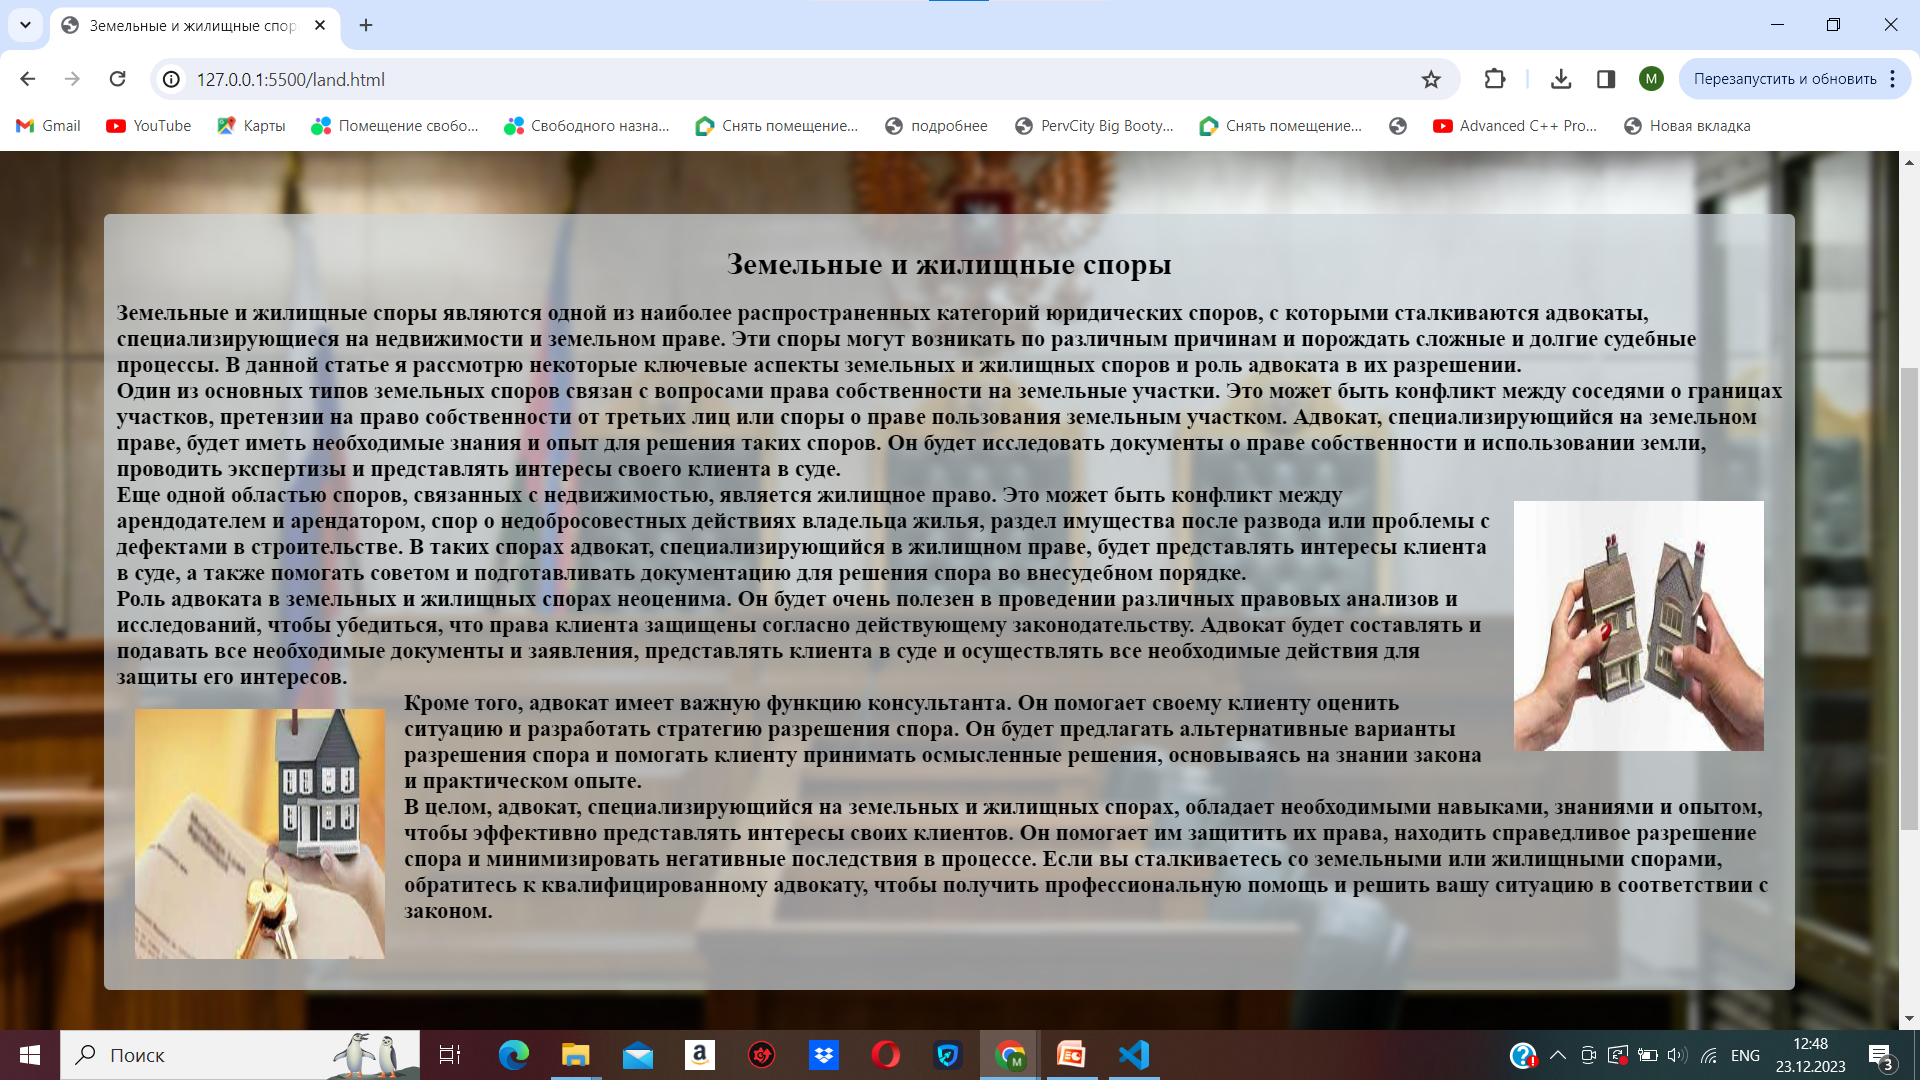 Земельные и жилищные спор
127.0.0.1:5500/land.html
M
Перезапустить и обновить
Gmail
YouTube
Карты
Помещение свобо...
Свободного назна...
Снять помещение...
подробнее
PervCity Big Booty...
Снять помещение...
Advanced C++ Pro...
Новая вкладка
Земельные и жилищные споры
Земельные и жилищные споры являются одной из наиболее распространенных категорий юридических споров, с которыми сталкиваются адвокаты,
специализирующиеся на недвижимости и земельном праве. Эти споры могут возникать по различным причинам и порождать сложные и долгие судебные
процессы. В данной статье я рассмотрю некоторые ключевые аспекты земельных и жилищных споров и роль адвоката в их разрешении.
Один из основных типов земельных споров связан с вопросами права собственности на земельные участки. Это может быть конфликт между соседями о границах
участков, претензии на право собственности от третьих лиц или споры о праве пользования земельным участком. Адвокат, специализирующийся на земельном
праве, будет иметь необходимые знания и опыт для решения таких споров. Он будет исследовать документы о праве собственности и использовании земли,
проводить экспертизы и представлять интересы своего клиента в суде.
Еще одной областью споров, связанных с недвижимостью, является жилищное право. Это может быть конфликт между
арендодателем и арендатором, спор о недобросовестных действиях владельца жилья, раздел имущества после развода или проблемы с
дефектами в строительстве. В таких спорах адвокат, специализирующийся в жилищном праве, будет представлять интересы клиента
в суде, а также помогать советом и подготавливать документацию для решения спора во внесудебном порядке.
Роль адвоката в земельных и жилищных спорах неоценима. Он будет очень полезен в проведении различных правовых анализов и
исследований, чтобы убедиться, что права клиента защищены согласно действующему законодательству. Адвокат будет составлять и
подавать все необходимые документы и заявления, представлять клиента в суде и осуществлять все необходимые действия для
защиты его интересов.
Кроме того, адвокат имеет важную функцию консультанта. Он помогает своему клиенту оценить
ситуацию и разработать стратегию разрешения спора. Он будет предлагать альтернативные варианты
разрешения спора и помогать клиенту принимать осмысленные решения, основываясь на знании закона
и практическом опыте.
В целом, адвокат, специализирующийся на земельных и жилищных спорах, обладает необходимыми навыками, знаниями и опытом,
чтобы эффективно представлять интересы своих клиентов. Он помогает им защитить их права, находить справедливое разрешение
спора и минимизировать негативные последствия в процессе. Если вы сталкиваетесь со земельными или жилищными спорами,
обратитесь к квалифицированному адвокату, чтобы получить профессиональную помощь и решить вашу ситуацию в соответствии с
законом.
Поиск
a
M
ENG
12:48
23.12.2023
3